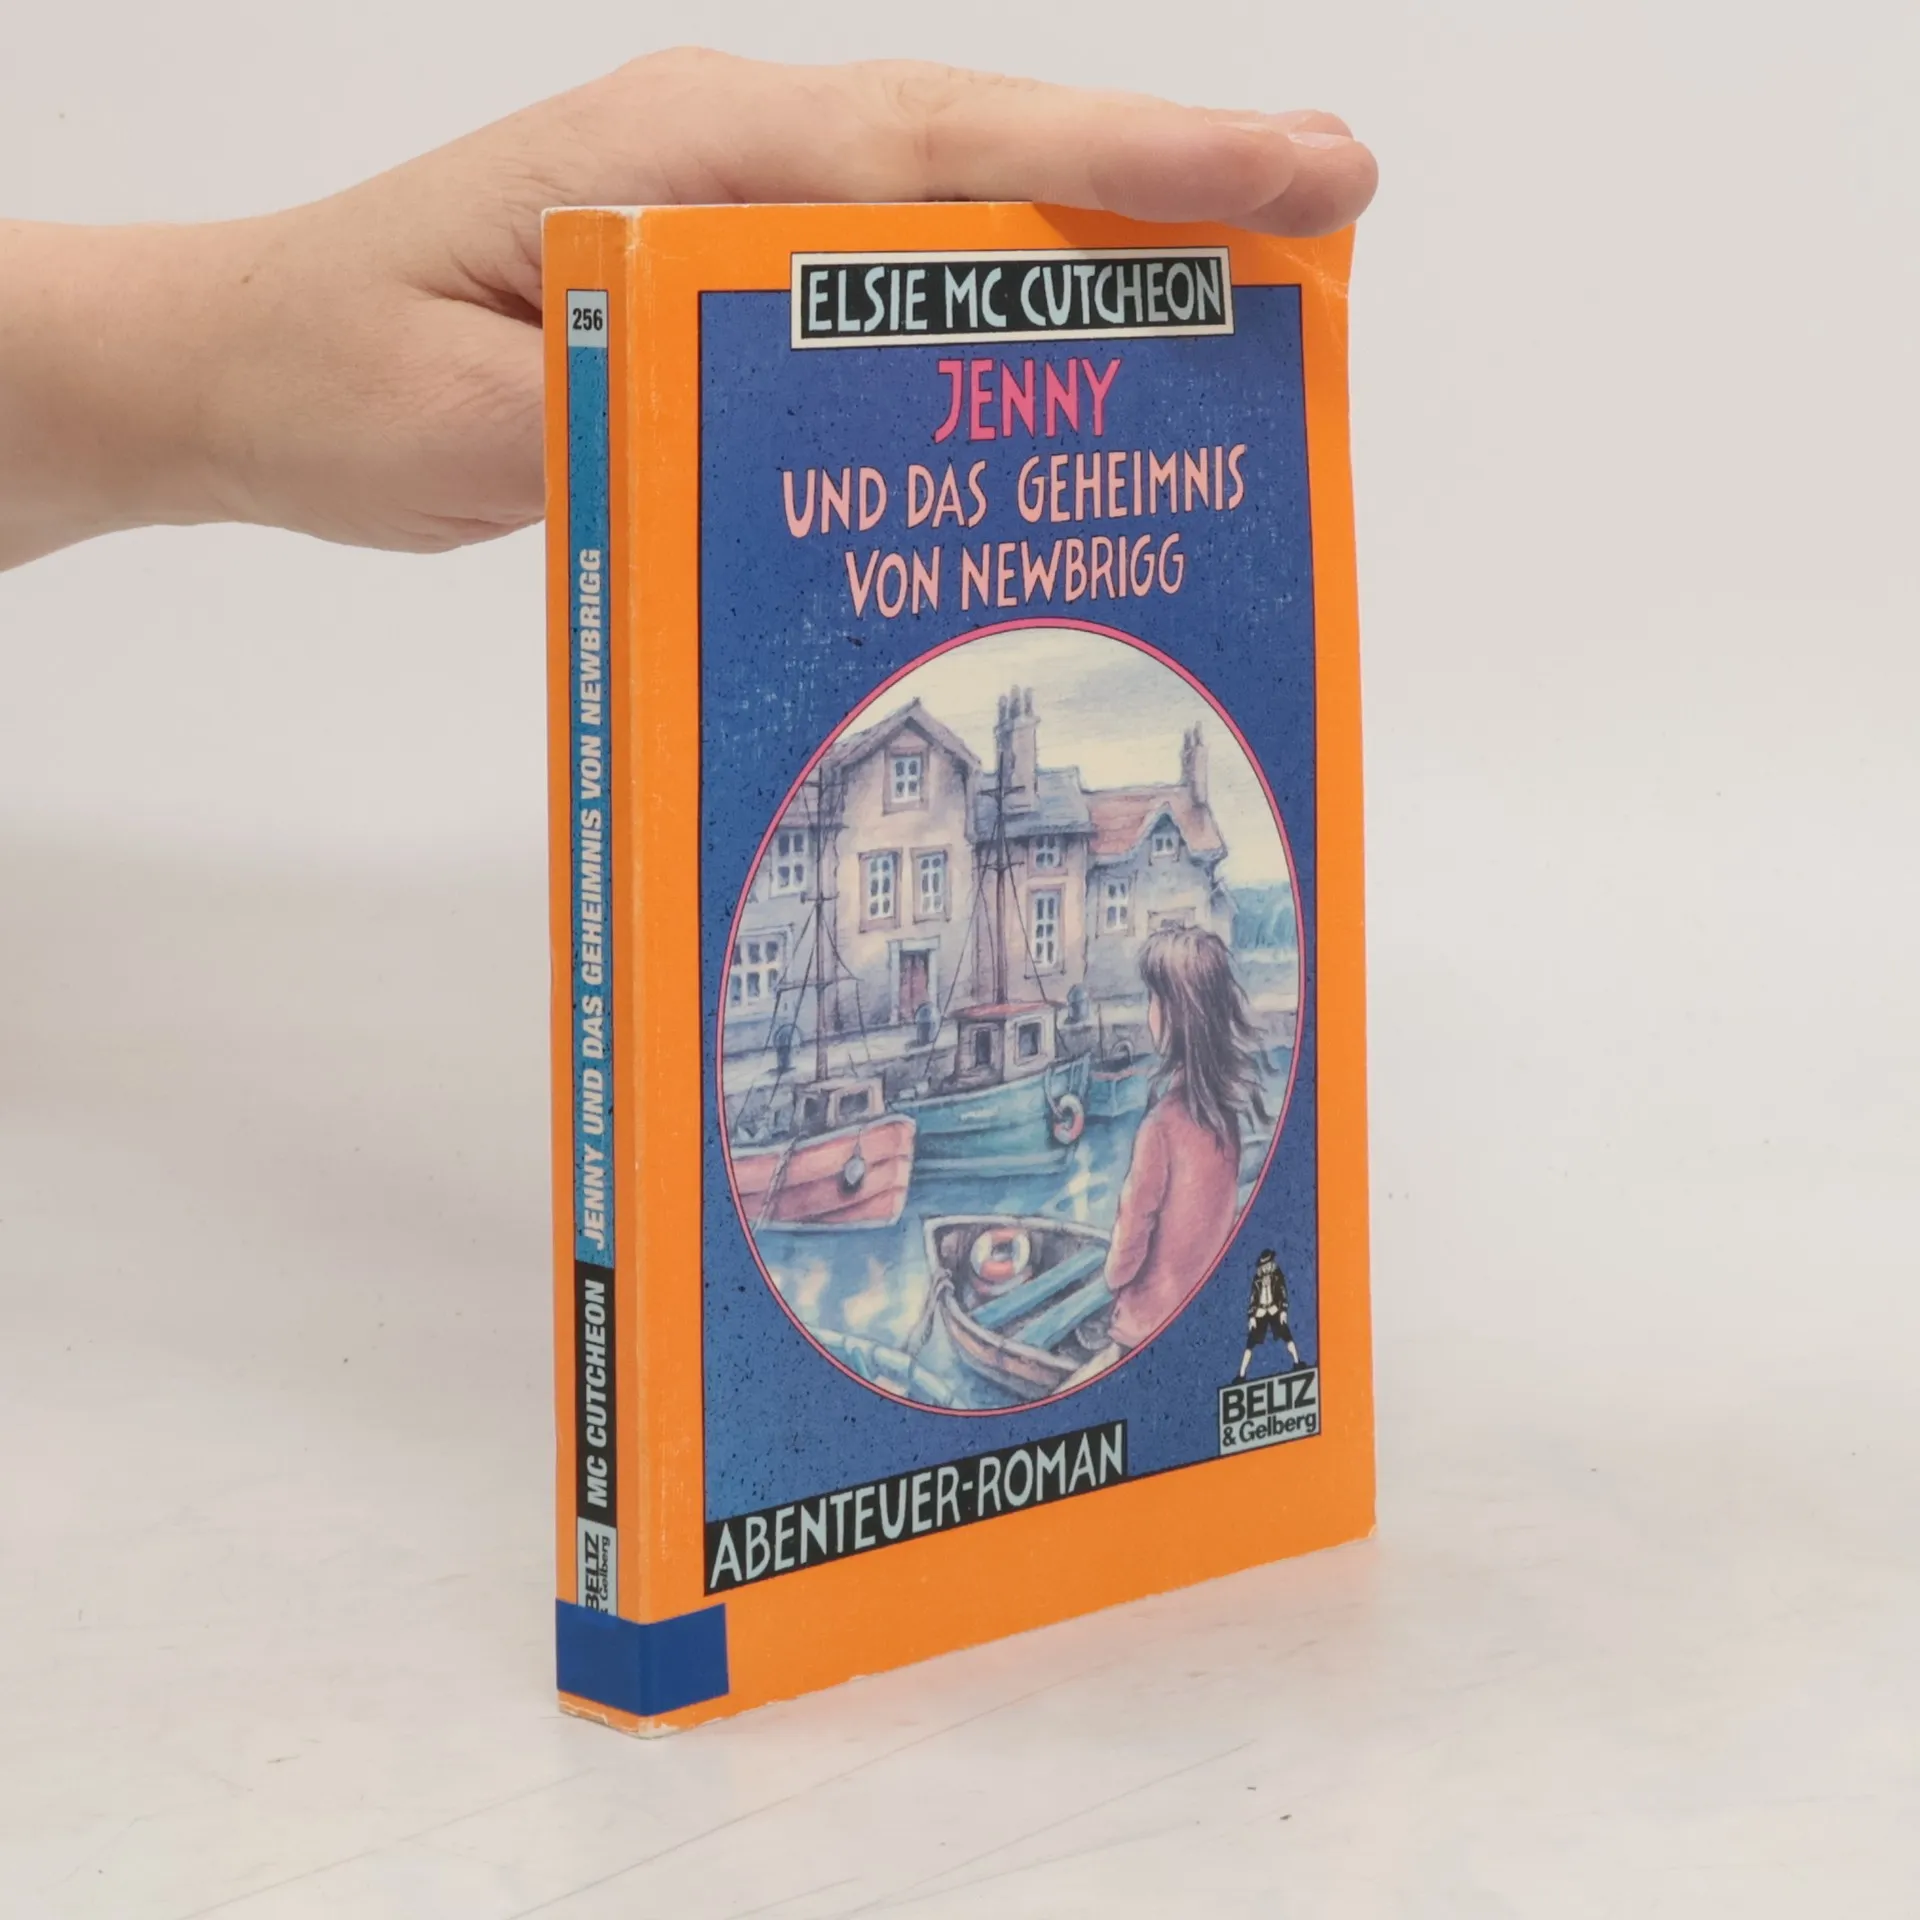 256
JENNY UND DAS GEHEIMNIS VON NEWBRIGG
MC CUTCHEON
BELTZ
& Gelberg
ELSIE MC CUTCHEON
JENNY
UND DAS GEHEIMNIS
VON NEWBRIGG
BELTZ
& Gelberg
ABENTEUER-ROMAN